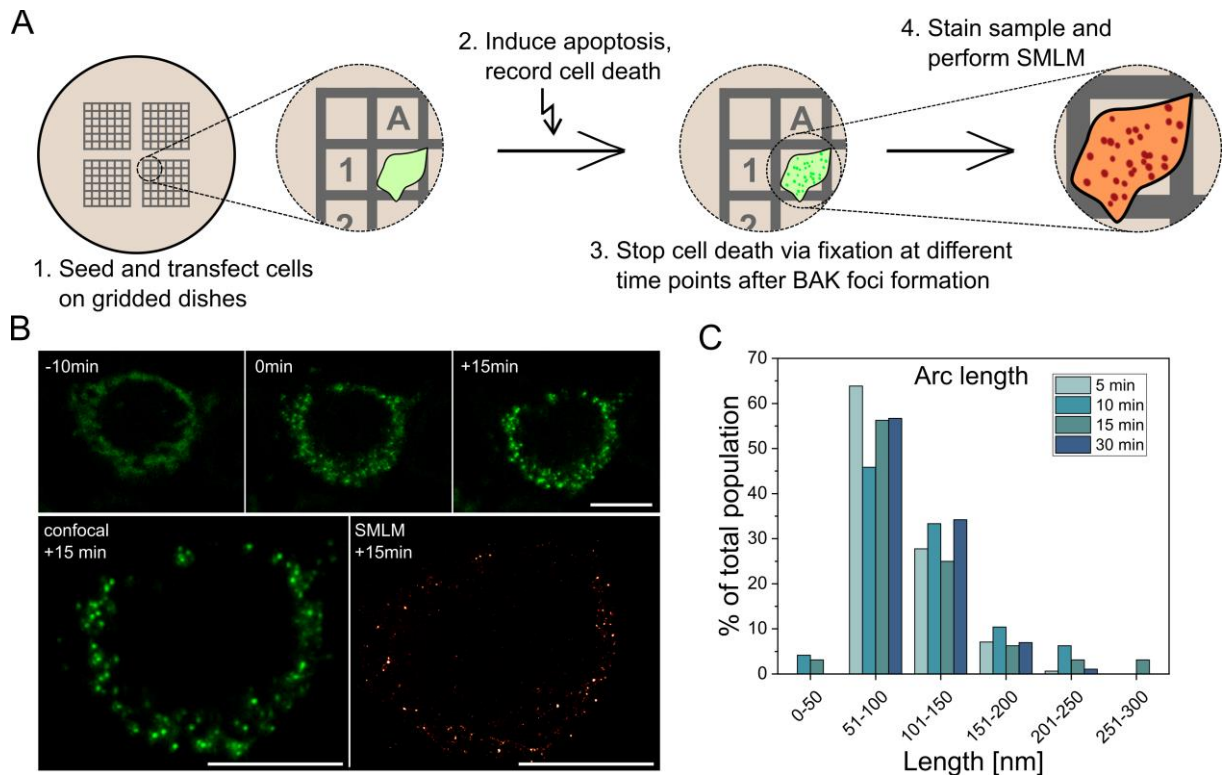 A
1. Seed and transfect cells
on gridded dishes
A
1
2
2. Induce apoptosis,
record cell death
A
1
2
3. Stop cell death via fixation at different
time points after BAK foci formation
4. Stain sample and
perform SMLM
B
-10min
0min
+15min
confocal
+15 min
SMLM
+15min
C
Arc length
5 min
10 min
15 min
30 min
% of total population
70
60
50
40
30
20
10
0
0-50
51-100
101-150
151-200
201-250
251-300
Length [nm]